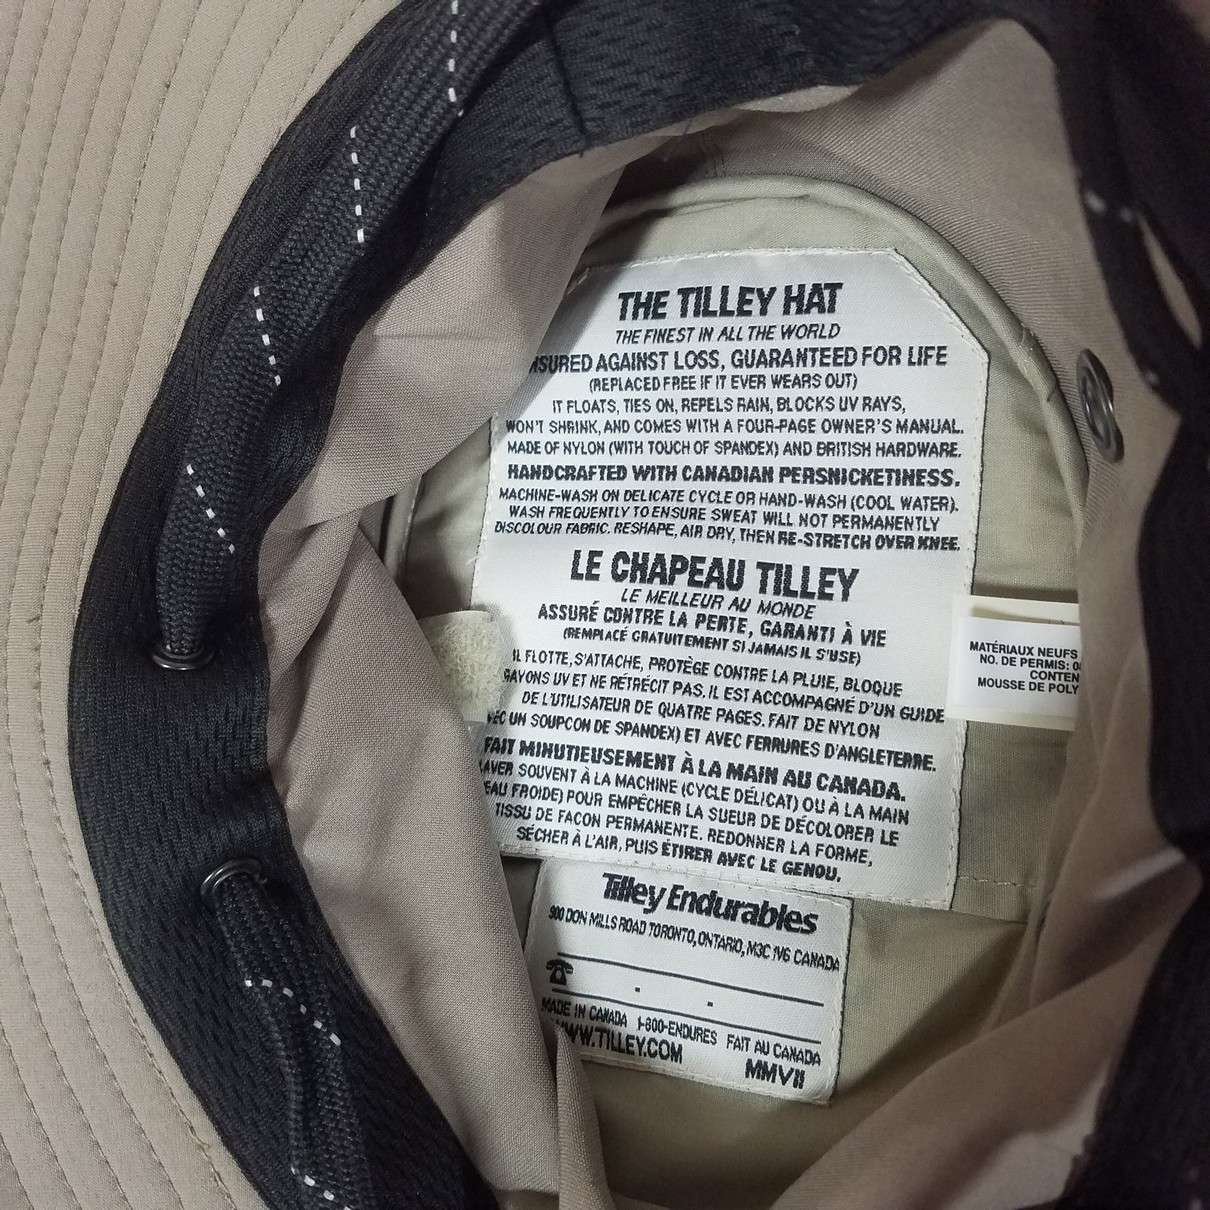 THE TILLEY HAT
THE FINEST IN ALL THE WORLD
NSURED AGAINST LOSS, GUARANTEED FOR LIFE
(REPLACED FREE IF IT EVER WEARS OUT)
IT FLOATS, TIES ON, REPELS RAIN, BLOCKS UV RAYS,
WON'T SHRINK, AND COMES WITH A FOUR-PAGE OWNER'S MANUAL.
MADE OF NYLON (WITH TOUCH OF SPANDEX) AND BRITISH HARDWARE.
HANDCRAFTED WITH CANADIAN PERSNICKETINESS.
MACHINE-WASH ON DELICATE CYCLE OR HAND-WASH (COOL WATER).
WASH FREQUENTLY TO ENSURE SWEAT WILL NOT PERMANENTLY
DISCOLOUR FABRIC. RESHAPE, AIR DRY, THEN RE-STRETCH OVER KNEE.
LE CHAPEAU TILLEY
LE MEILLEUR AU MONDE
ASSURÉ CONTRE LA PERTE, GARANTI À VIE
(REMPLACÉ GRATUITEMENT SI JAMAIS IL S'USE)
IL FLOTTE, S'ATTACHE, PROTÈGE CONTRE LA PLUIE, BLOQUE
RAYONS UV ET NE RÉTRÉCIT PAS. IL EST ACCOMPAGNÉ D'UN GUIDE
DE L'UTILISATEUR DE QUATRE PAGES. FAIT DE NYLON
VEC UN SOUPCON DE SPANDEX) ET AVEC FERRURES D'ANGLETERRE.
FAIT MINUTIEUSEMENT À LA MAIN AU CANADA.
LAVER SOUVENT À LA MACHINE (CYCLE DÉLICAT) OU À LA MAIN
EAU FROIDE) POUR EMPÊCHER LA SUEUR DE DÉCOLORER LE
TISSU DE FACON PERMANENTE. REDONNER LA FORME,
SÉCHER À L'AIR, PUIS ÉTIRER AVEC LE GENOU.
MATÉRIAUX NEUFS
NO. DE PERMIS: 0
CONTEN
MOUSSE DE POLY
Tilley Endurables
900 DON MILLS ROAD TORONTO, ONTARIO, M3C 1V6 CANADA
MADE IN CANADA 1-800-ENDURES FAIT AU CANADA
WW.TILLEY.COM
MMVII